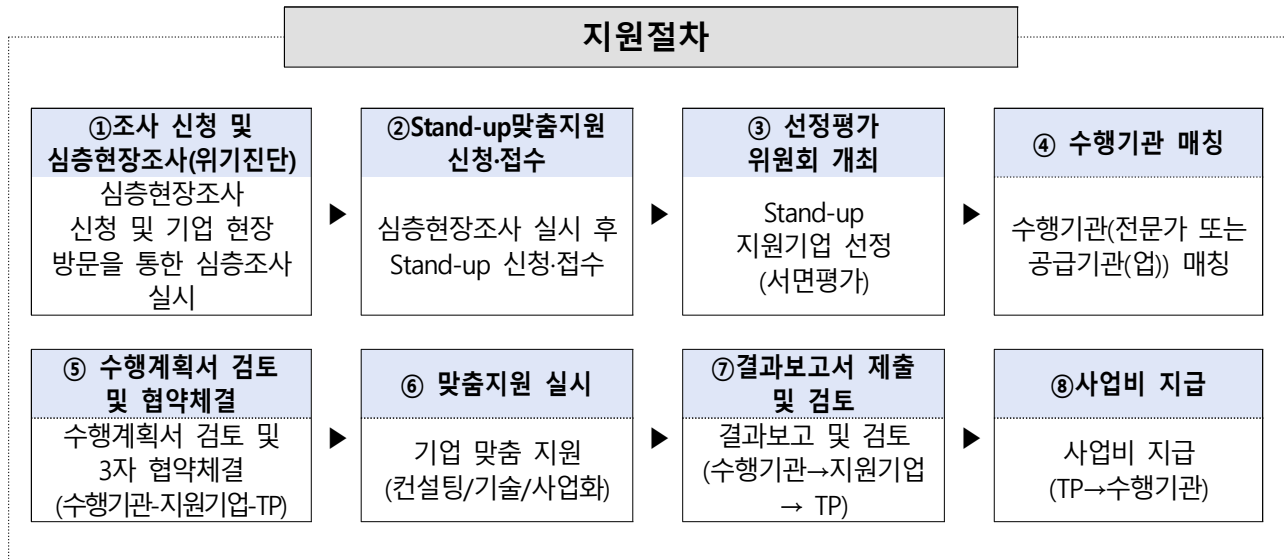 지원절차
①조사 신청 및
심층현장조사(위기진단)
심층현장조사
신청 및 기업 현장
방문을 통한 심층조사
실시
▶
②Stand-up맞춤지원
신청·접수
심층현장조사 실시 후
Stand-up 신청·접수
▶
③ 선정평가
위원회 개최
Stand-up
지원기업 선정
(서면평가)
▶
④ 수행기관 매칭
수행기관(전문가 또는
공급기관(업)) 매칭
⑤ 수행계획서 검토
및 협약체결
수행계획서 검토 및
3자 협약체결
(수행기관-지원기업-TP)
▶
⑥ 맞춤지원 실시
기업 맞춤 지원
(컨설팅/기술/사업화)
▶
⑦결과보고서 제출
및 검토
결과보고 및 검토
(수행기관→지원기업
→ TP)
▶
⑧사업비 지급
사업비 지급
(TP→수행기관)